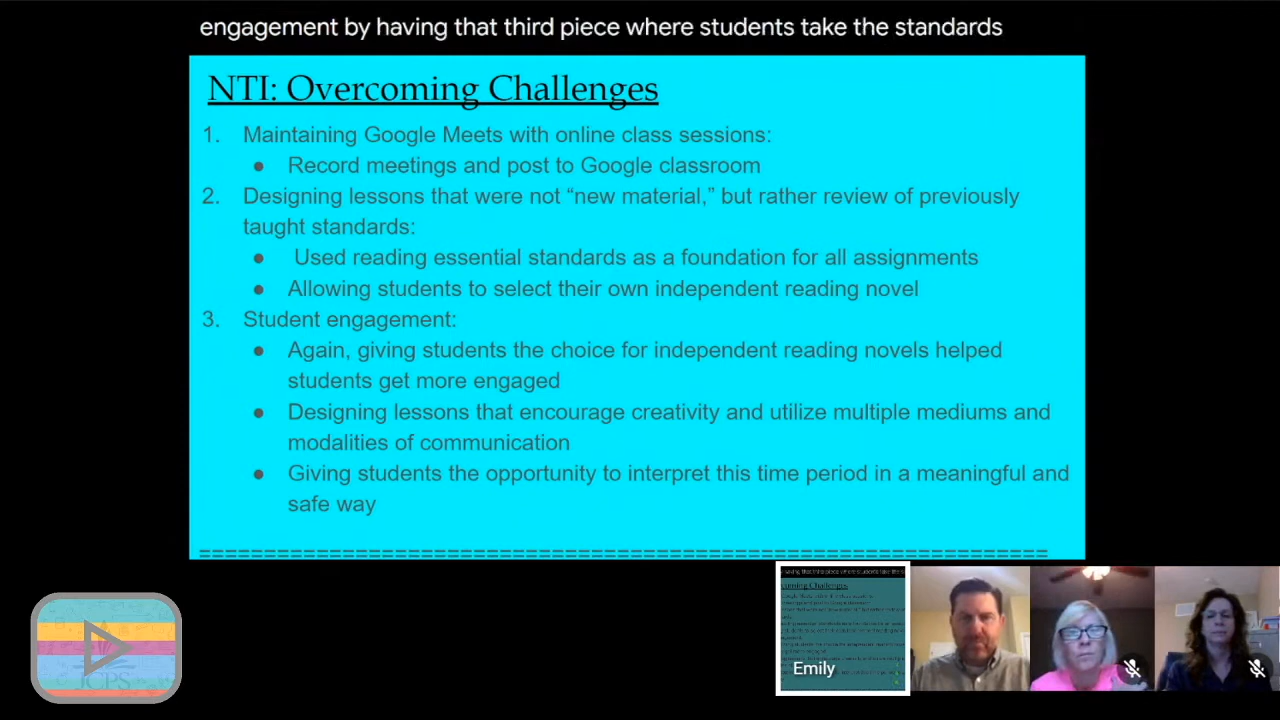 engagement by having that third piece where students take the standards
NTI: Overcoming Challenges
1. Maintaining Google Meets with online class sessions:
● Record meetings and post to Google classroom
2. Designing lessons that were not “new material,” but rather review of previously
taught standards:
● Used reading essential standards as a foundation for all assignments
● Allowing students to select their own independent reading novel
3. Student engagement:
● Again, giving students the choice for independent reading novels helped
students get more engaged
● Designing lessons that encourage creativity and utilize multiple mediums and
modalities of communication
● Giving students the opportunity to interpret this time period in a meaningful and
safe way
Emily